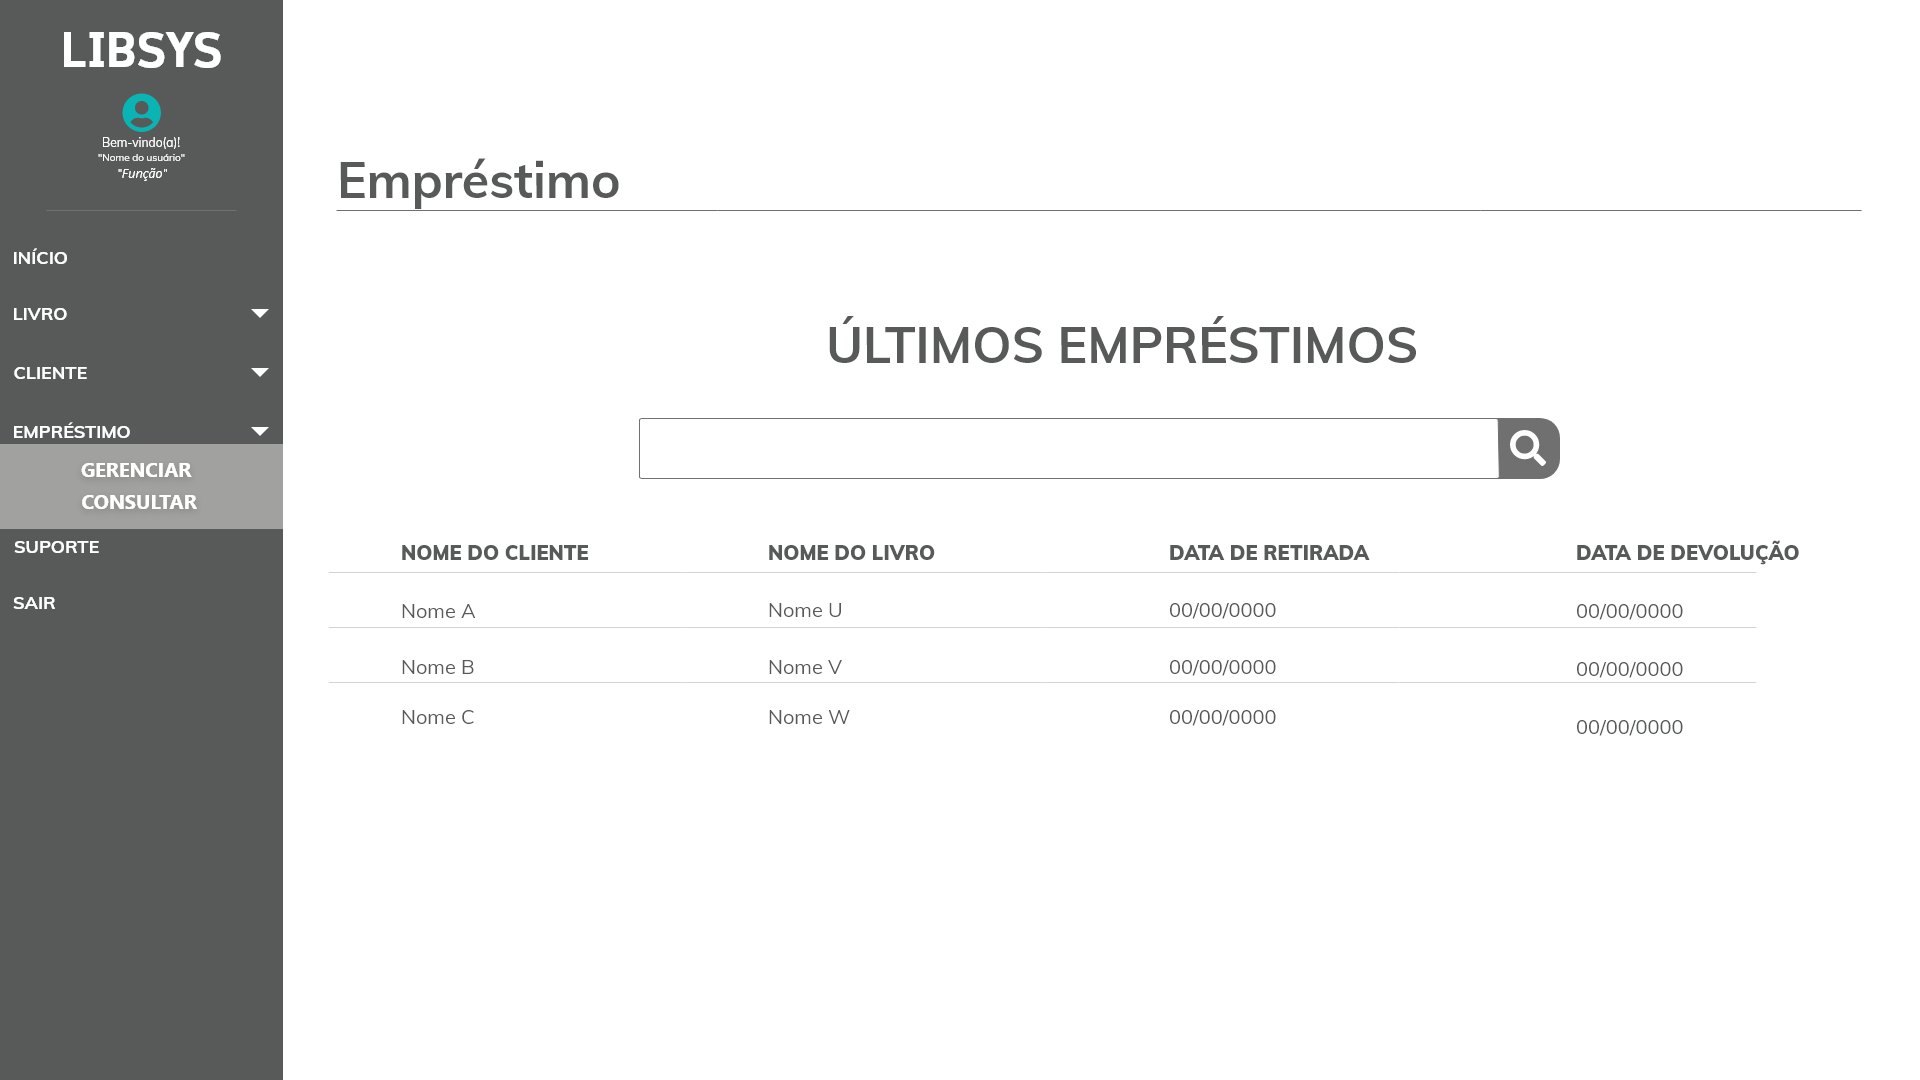 LIBSYS
Bem-vindo(a)!
"Nome do usuário"
"Função"
INÍCIO
LIVRO
CLIENTE
EMPRÉSTIMO
GERENCIAR
CONSULTAR
SUPORTE
SAIR
Empréstimo
ÚLTIMOS EMPRÉSTIMOS
NOME DO CLIENTE NOME DO LIVRO DATA DE RETIRADA DATA DE DEVOLUÇÃO
Nome A Nome U 00/00/0000 00/00/0000
Nome B Nome V 00/00/0000 00/00/0000
Nome C Nome W 00/00/0000 00/00/0000